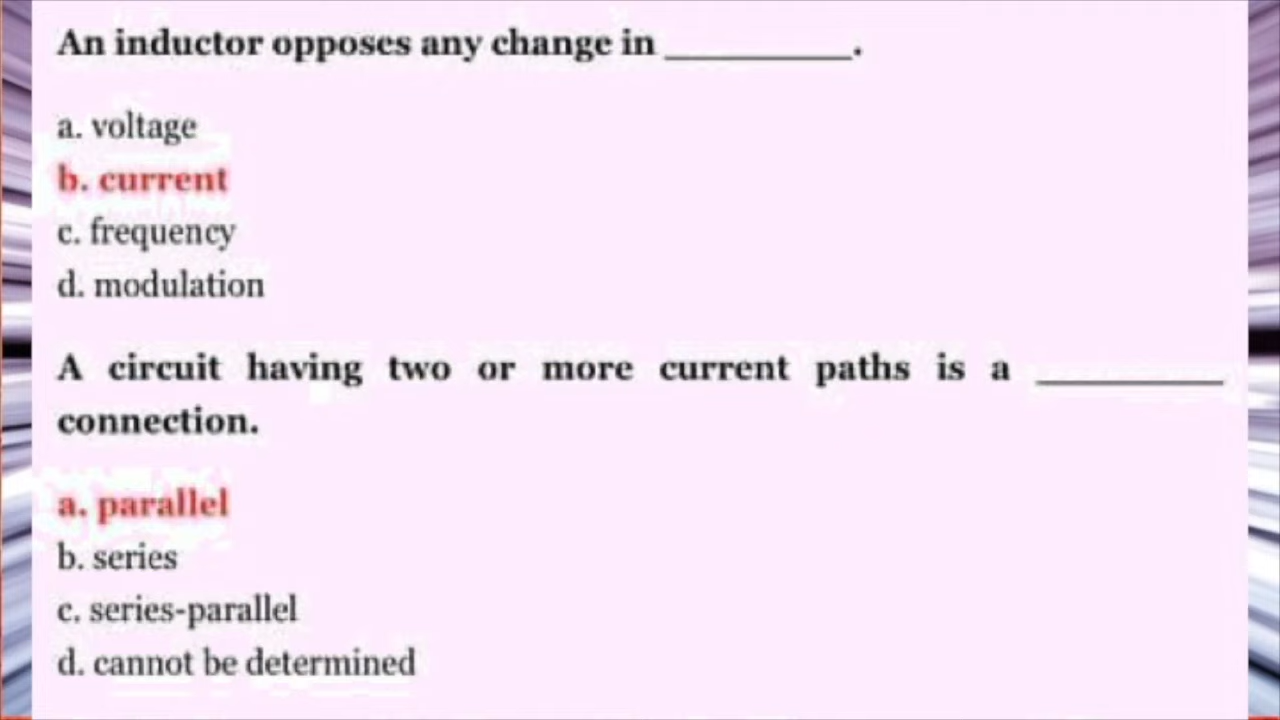 An inductor opposes any change in __________.
a. voltage
b. current
c. frequency
d. modulation
A circuit having two or more current paths is a __________
connection.
a. parallel
b. series
c. series-parallel
d. cannot be determined